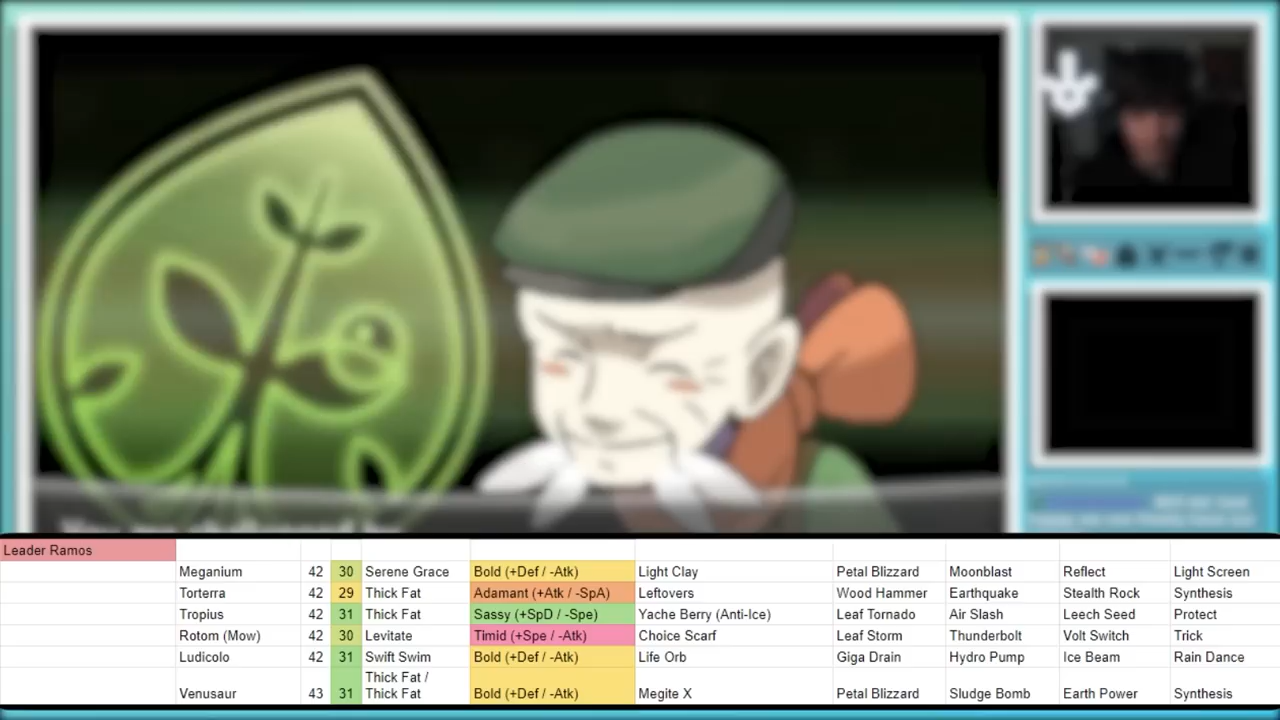 Leader Ramos
Meganium 42 30 Serene Grace Bold (+Def / -Atk) Light Clay Petal Blizzard Moonblast Reflect Light Screen
Torterra 42 29 Thick Fat Adamant (+Atk / -SpA) Leftovers Wood Hammer Earthquake Stealth Rock Synthesis
Tropius 42 31 Thick Fat Sassy (+SpD / -Spe) Yache Berry (Anti-Ice) Leaf Tornado Air Slash Leech Seed Protect
Rotom (Mow) 42 30 Levitate Timid (+Spe / -Atk) Choice Scarf Leaf Storm Thunderbolt Volt Switch Trick
Ludicolo 42 31 Swift Swim Bold (+Def / -Atk) Life Orb Giga Drain Hydro Pump Ice Beam Rain Dance
Thick Fat /
Venusaur 43 31 Thick Fat Bold (+Def / -Atk) Megite X Petal Blizzard Sludge Bomb Earth Power Synthesis